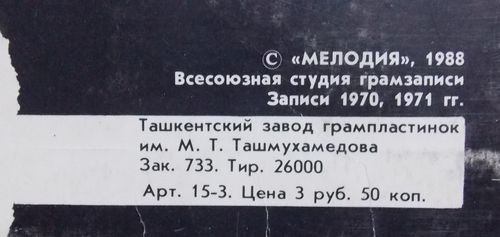 © «МЕЛОДИЯ», 1988
Всесоюзная студия грамзаписи
Записи 1970, 1971 гг.
Ташкентский завод грампластинок
им. М. Т. Ташмухамедова
Зак. 733. Тир. 26000
Арт. 15-3. Цена 3 руб. 50 коп.